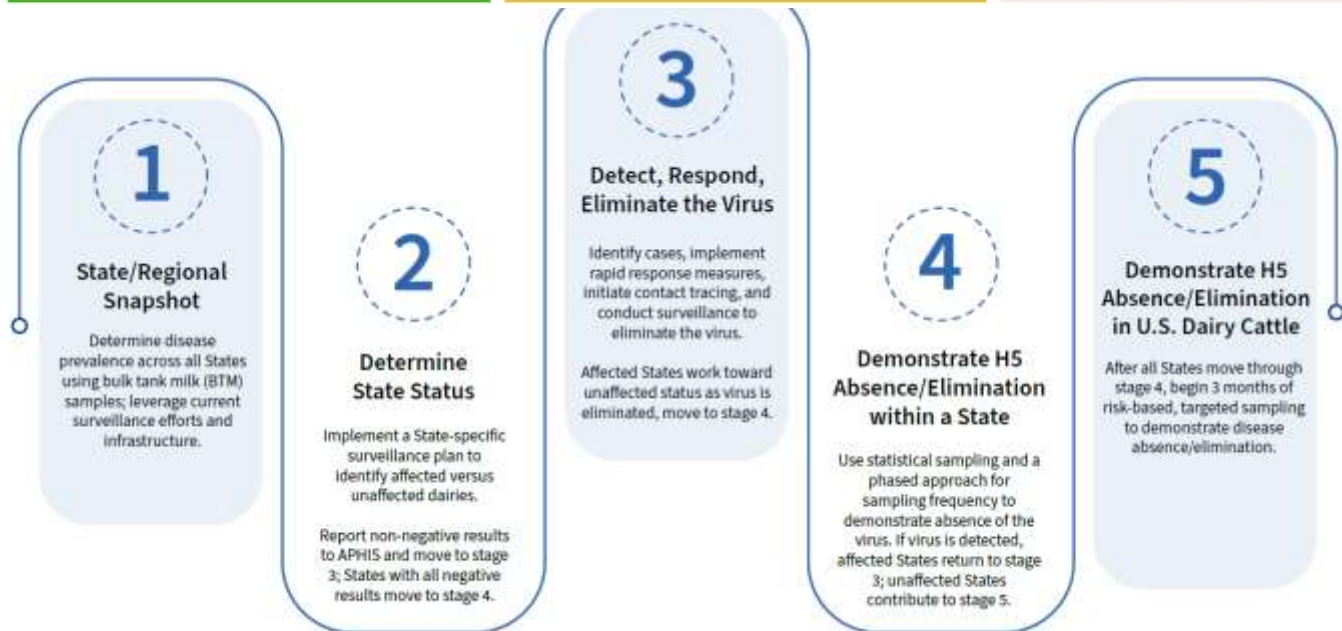 1
State/Regional
Snapshot
Determine disease
prevalence across all States
using bulk tank milk (BTM)
samples; leverage current
surveillance efforts and
infrastructure.
2
Determine
State Status
Implement a State-specific
surveillance plan to
identify affected versus
unaffected dairies.
Report non-negative results
to APHIS and move to stage
3; States with all negative
results move to stage 4.
3
Detect, Respond,
Eliminate the Virus
Identify cases, implement
rapid response measures,
initiate contact tracing, and
conduct surveillance to
eliminate the virus.
Affected States work toward
unaffected status as virus is
eliminated, move to stage 4.
4
Demonstrate H5
Absence/Elimination
within a State
Use statistical sampling and a
phased approach for
sampling frequency to
demonstrate absence of the
virus. If virus is detected,
affected States return to stage
3; unaffected States
contribute to stage 5.
5
Demonstrate H5
Absence/Elimination
in U.S. Dairy Cattle
After all States move through
stage 4, begin 3 months of
risk-based, targeted sampling
to demonstrate disease
absence/elimination.